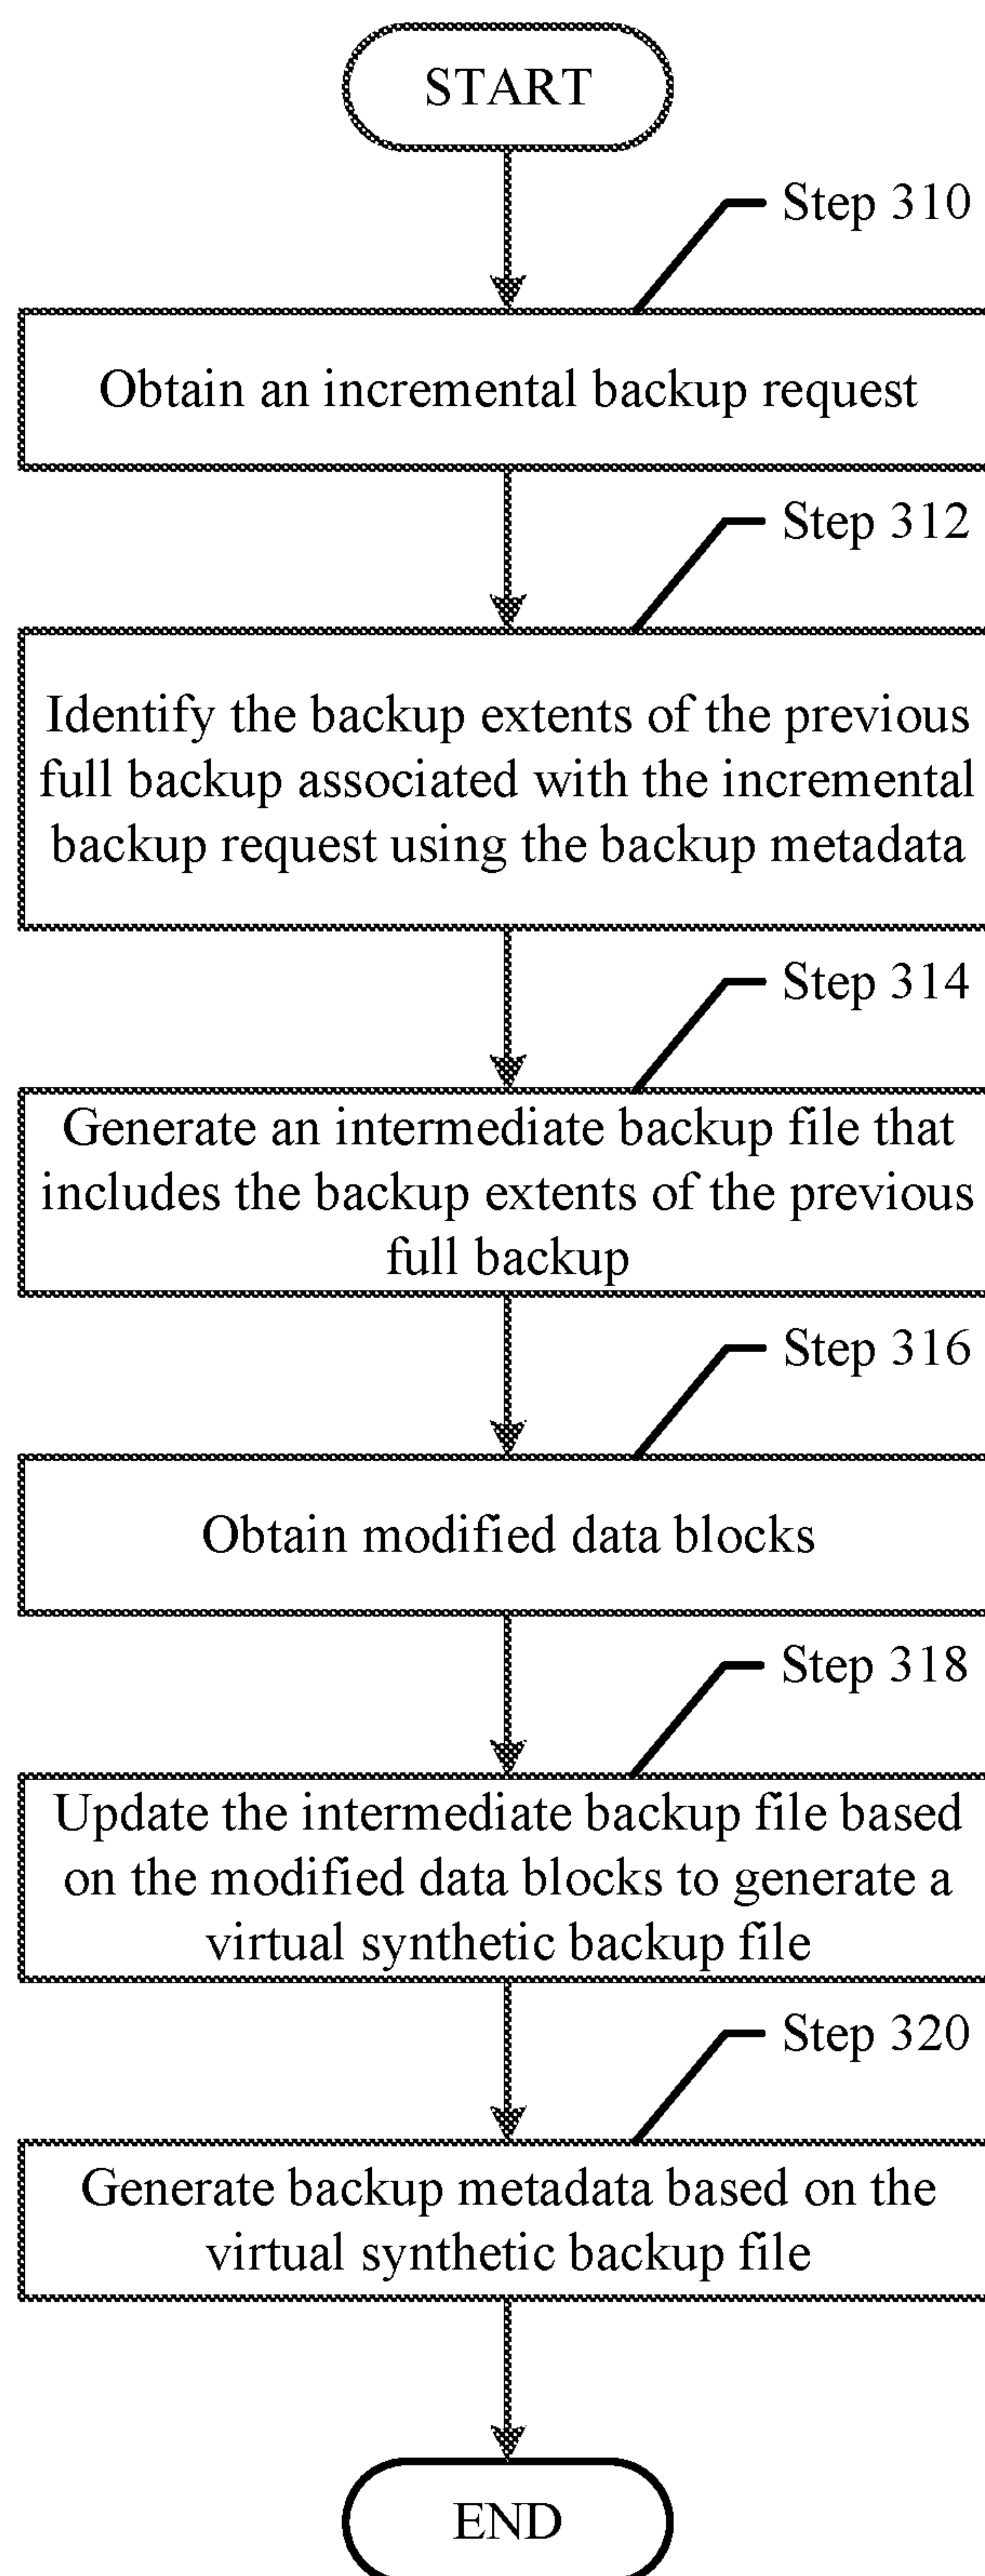 START
Step 310
Obtain an incremental backup request
Step 312
Identify the backup extents of the previous
full backup associated with the incremental
backup request using the backup metadata
Step 314
Generate an intermediate backup file that
includes the backup extents of the previous
full backup
Step 316
Obtain modified data blocks
Step 318
Update the intermediate backup file based
on the modified data blocks to generate a
virtual synthetic backup file
Step 320
Generate backup metadata based on the
virtual synthetic backup file
END